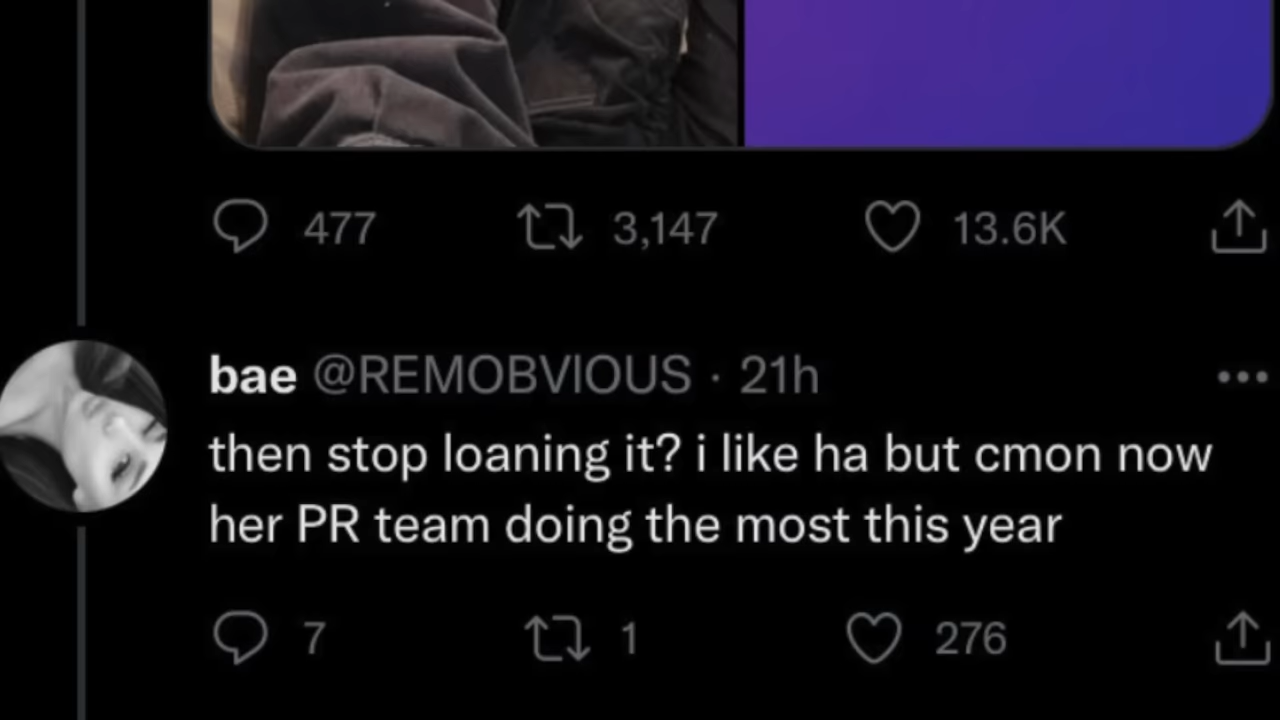 477 3,147 13.6K
bae @REMOBVIOUS · 21h
then stop loaning it? i like ha but cmon now
her PR team doing the most this year
7 1 276